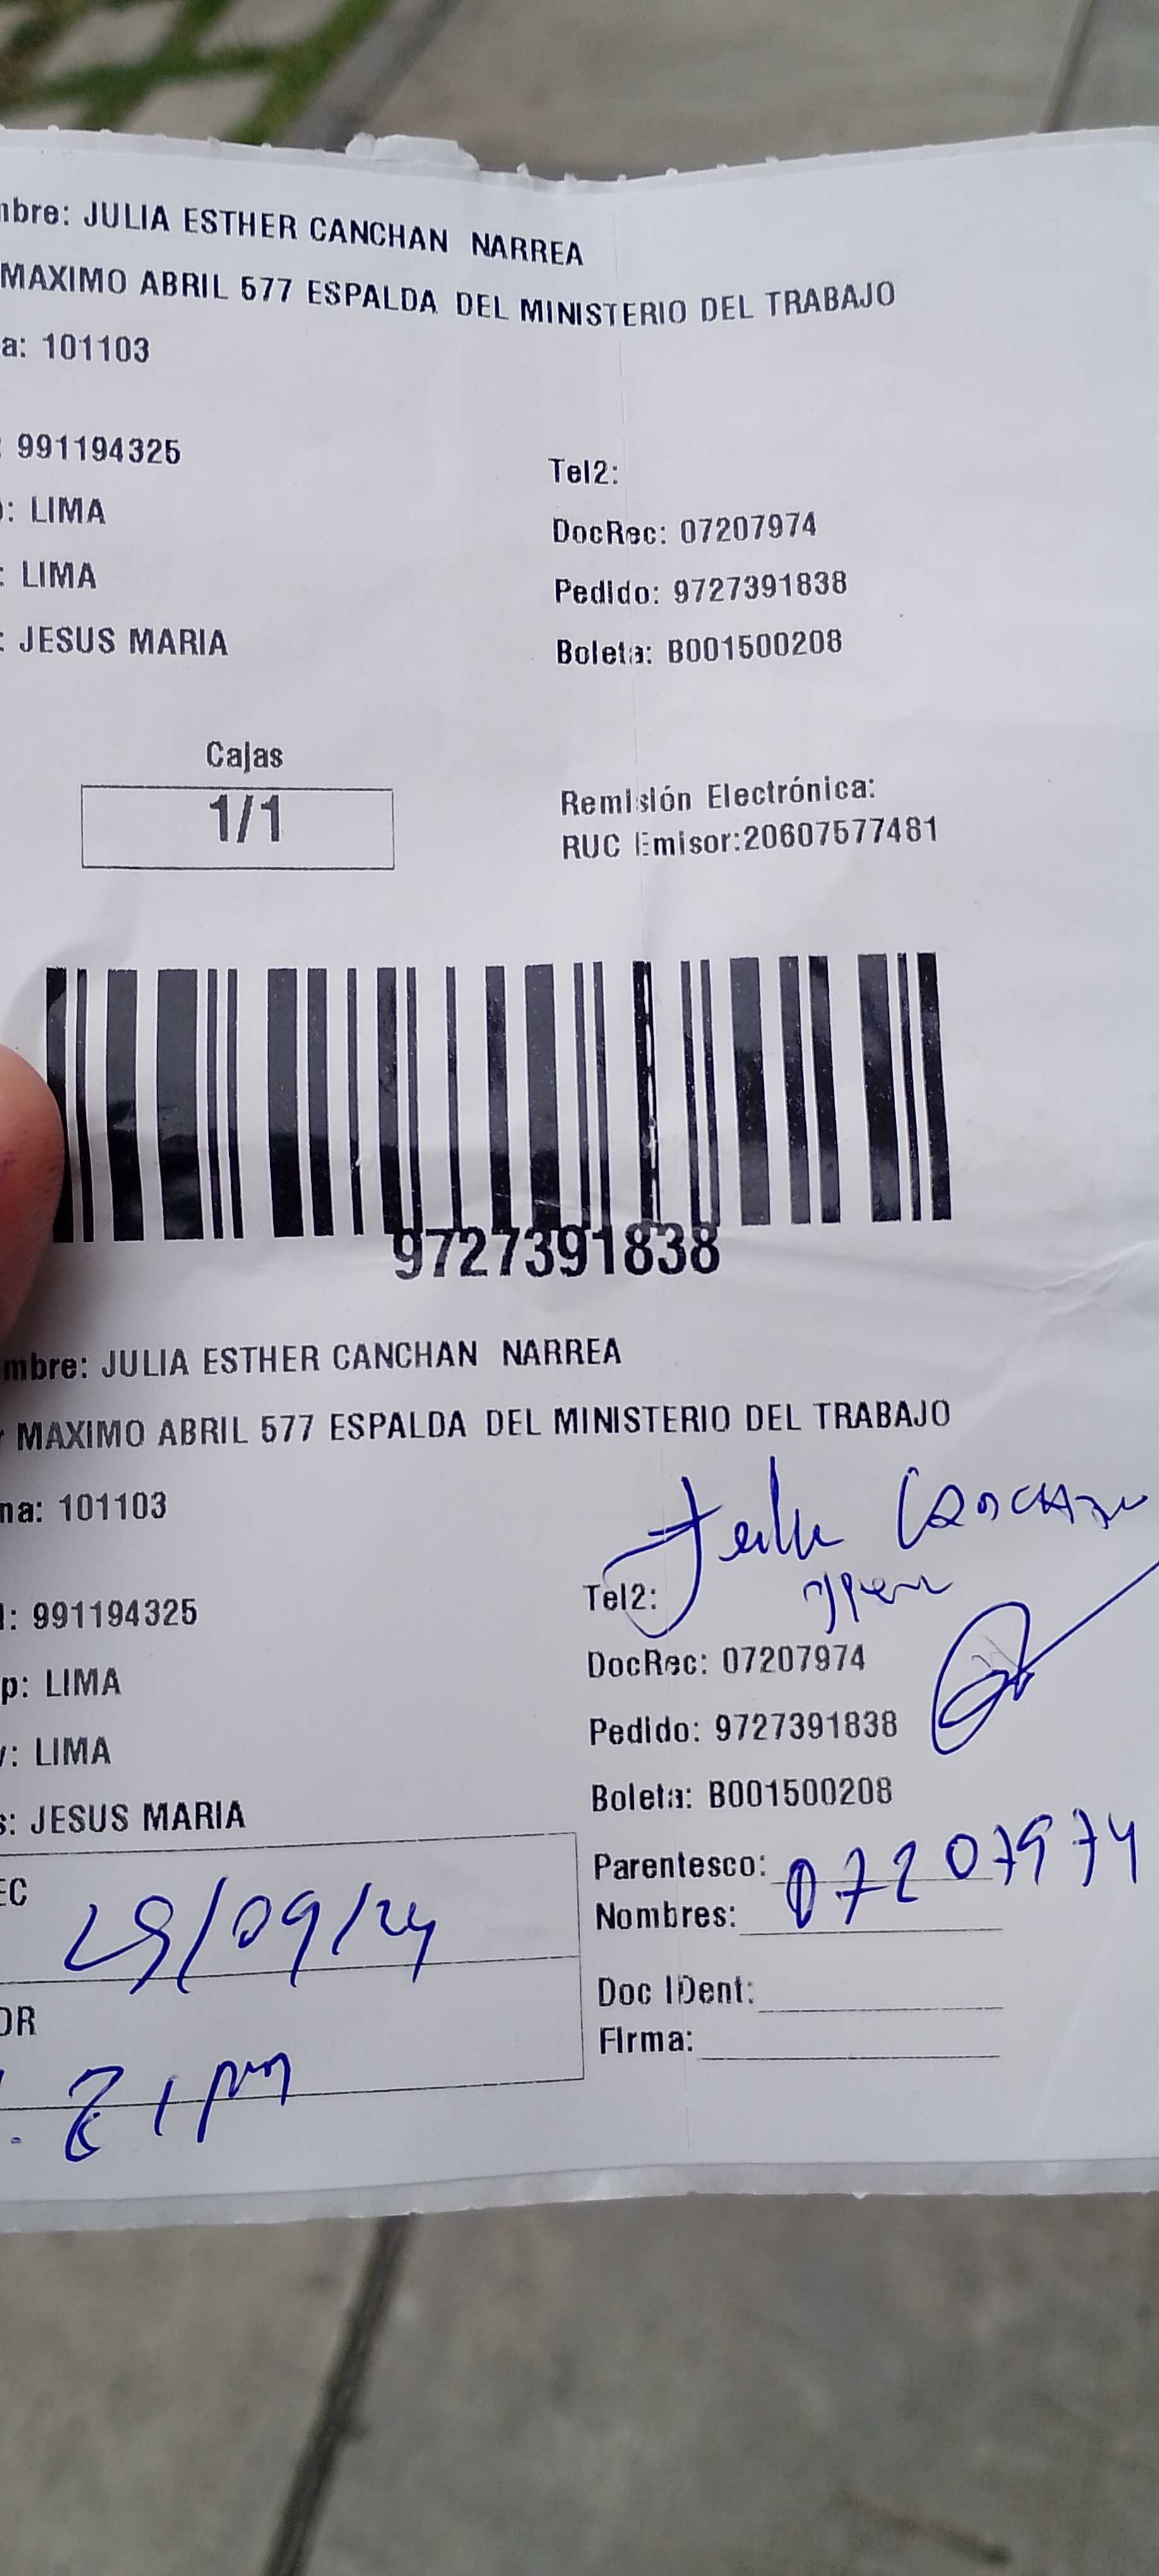 mbre: JULIA ESTHER CANCHAN NARREA
MAXIMO ABRIL 577 ESPALDA DEL MINISTERIO DEL TRABAJO
a: 101103
: 991194325
Tel2:
: LIMA
DocRec: 07207974
: LIMA
Pedido: 9727391838
: JESUS MARIA
Boleta: B001500208
Cajas
1/1
Remisión Electrónica:
RUC Emisor:20607577481
9727391838
mbre: JULIA ESTHER CANCHAN NARREA
MAXIMO ABRIL 577 ESPALDA DEL MINISTERIO DEL TRABAJO
na: 101103
Canchan
: 991194325
Tel2:
p: LIMA
DocRec: 07207974
: LIMA
Pedido: 9727391838
s: JESUS MARIA
Boleta: B001500208
EC
Parentesco: 07207974
Nombres:
/09/24
Doc IDent:
OR
Firma:
pm